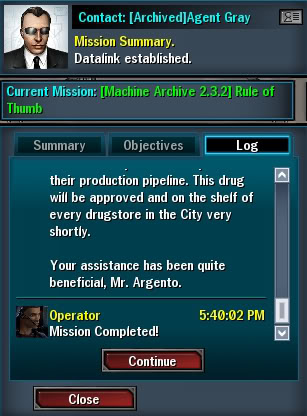 Contact: [Archived]Agent Gray
Mission Summary.
Datalink established.
Current Mission: [Machine Archive 2.3.2] Rule of
Thumb
Summary
Objectives
Log
their production pipeline. This drug
will be approved and on the shelf of
every drugstore in the City very
shortly.
Your assistance has been quite
beneficial, Mr. Argento.
Operator 5:40:02 PM
Mission Completed!
Continue
Close